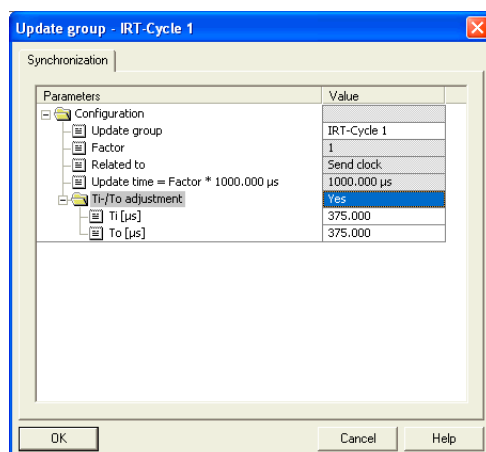 Update group - IRT-Cycle 1
Synchronization
Parameters Value
Configuration
Update group IRT-Cycle 1
Factor 1
Related to Send clock
Update time = Factor * 1000.000 µs 1000.000 µs
Ti-/To adjustment Yes
Ti [µs] 375.000
To [µs] 375.000
OK Cancel Help